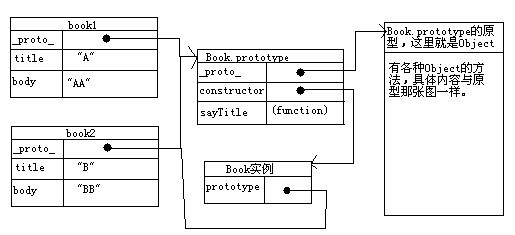 book1
_proto_
title "A"
body "AA"
book2
_proto_
title "B"
body "BB"
Book.prototype
_proto_
constructor
sayTitle (function)
Book实例
prototype
Book.prototype的原
型，这里就是Object
有各种Object的方
法，具体内容与原
型那张图一样。